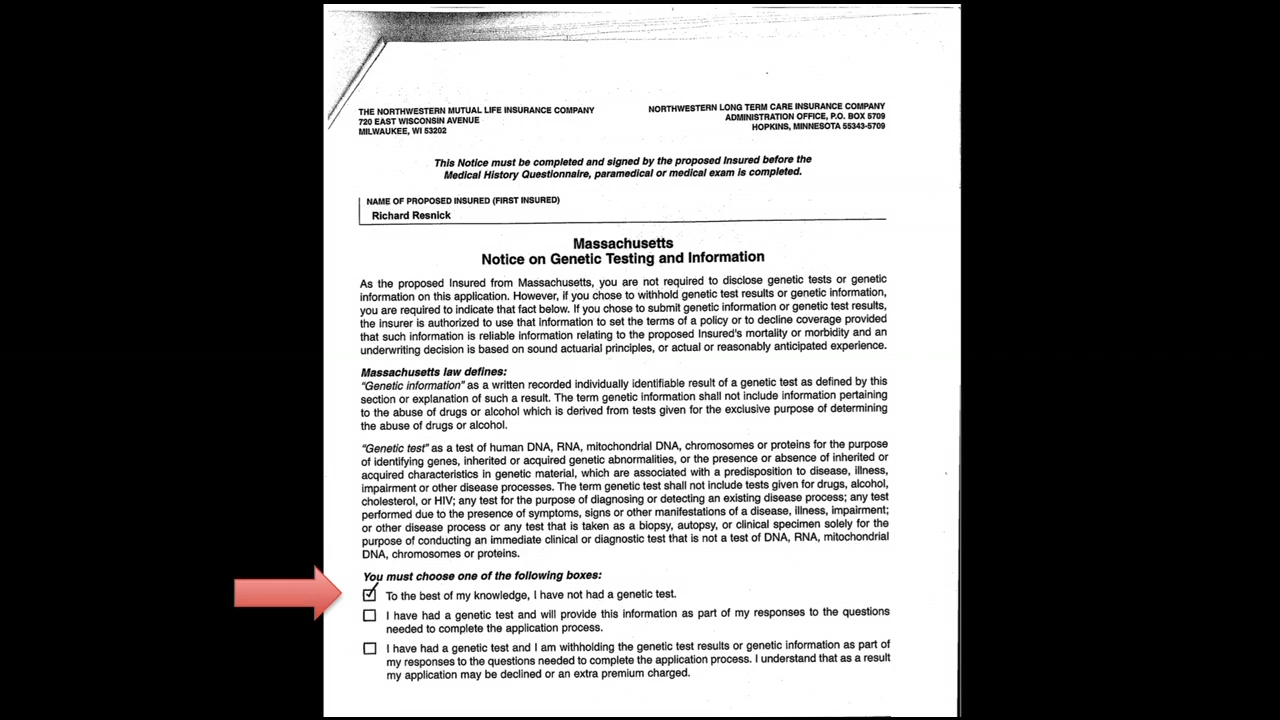 THE NORTHWESTERN MUTUAL LIFE INSURANCE COMPANY
720 EAST WISCONSIN AVENUE
MILWAUKEE, WI 53202
NORTHWESTERN LONG TERM CARE INSURANCE COMPANY
ADMINISTRATION OFFICE, P.O. BOX 5709
HOPKINS, MINNESOTA 55343-5709
This Notice must be completed and signed by the proposed Insured before the
Medical History Questionnaire, paramedical or medical exam is completed.
NAME OF PROPOSED INSURED (FIRST INSURED)
Richard Resnick
Massachusetts
Notice on Genetic Testing and Information
As the proposed Insured from Massachusetts, you are not required to disclose genetic tests or genetic
information on this application. However, if you chose to withhold genetic test results or genetic information,
you are required to indicate that fact below. If you chose to submit genetic information or genetic test results,
the insurer is authorized to use that information to set the terms of a policy or to decline coverage provided
that such information is reliable information relating to the proposed Insured's mortality or morbidity and an
underwriting decision is based on sound actuarial principles, or actual or reasonably anticipated experience.
Massachusetts law defines:
"Genetic information" as a written recorded individually identifiable result of a genetic test as defined by this
section or explanation of such a result. The term genetic information shall not include information pertaining
to the abuse of drugs or alcohol which is derived from tests given for the exclusive purpose of determining
the abuse of drugs or alcohol.
"Genetic test" as a test of human DNA, RNA, mitochondrial DNA, chromosomes or proteins for the purpose
of identifying genes, inherited or acquired genetic abnormalities, or the presence or absence of inherited or
acquired characteristics in genetic material, which are associated with a predisposition to disease, illness,
impairment or other disease processes. The term genetic test shall not include tests given for drugs, alcohol,
cholesterol, or HIV; any test for the purpose of diagnosing or detecting an existing disease process; any test
performed due to the presence of symptoms, signs or other manifestations of a disease, illness, impairment;
or other disease process or any test that is taken as a biopsy, autopsy, or clinical specimen solely for the
purpose of conducting an immediate clinical or diagnostic test that is not a test of DNA, RNA, mitochondrial
DNA, chromosomes or proteins.
You must choose one of the following boxes:
To the best of my knowledge, I have not had a genetic test.
I have had a genetic test and will provide this information as part of my responses to the questions
needed to complete the application process.
I have had a genetic test and I am withholding the genetic test results or genetic information as part of
my responses to the questions needed to complete the application process. I understand that as a result
my application may be declined or an extra premium charged.